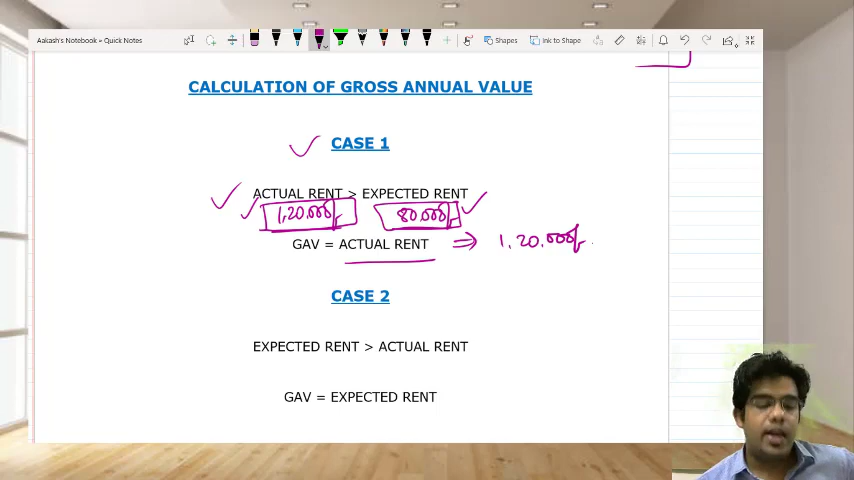 Aakash's Notebook » Quick Notes
Shapes
Ink to Shape
CALCULATION OF GROSS ANNUAL VALUE
CASE 1
ACTUAL RENT > EXPECTED RENT
1,20,000/- 80,000/-
GAV = ACTUAL RENT ⇒ 1,20,000/-
CASE 2
EXPECTED RENT > ACTUAL RENT
GAV = EXPECTED RENT